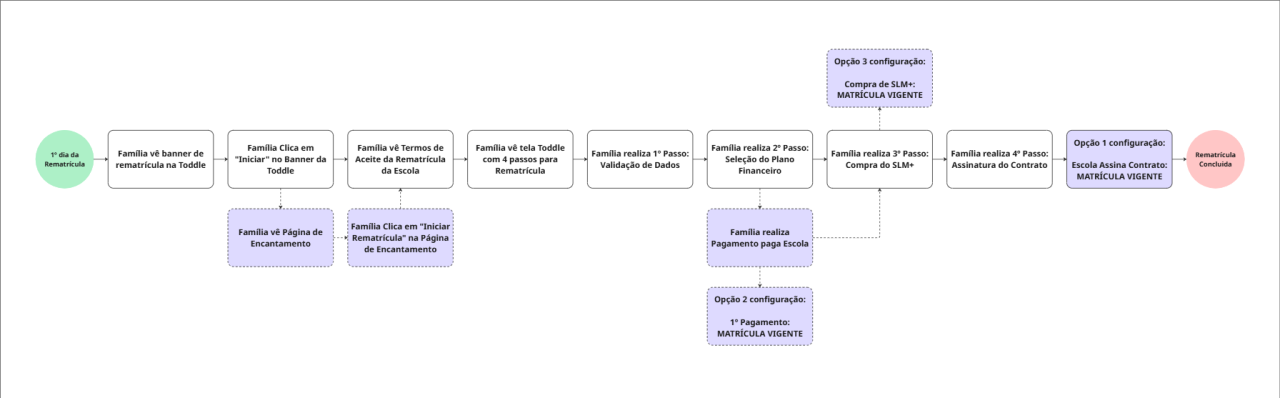 1º dia da
Rematrícula
Família vê banner de
rematrícula na Toddle
Família Clica em
"Iniciar" no Banner da
Toddle
Família vê Página de
Encantamento
Família vê Termos de
Aceite da Rematrícula
da Escola
Família Clica em "Iniciar
Rematrícula" na Página
de Encantamento
Família vê tela Toddle
com 4 passos para
Rematrícula
Família realiza 1º Passo:
Validação de Dados
Família realiza 2º Passo:
Seleção do Plano
Financeiro
Família realiza
Pagamento paga Escola
Opção 2 configuração:
1º Pagamento:
MATRÍCULA VIGENTE
Opção 3 configuração:
Compra de SLM+:
MATRÍCULA VIGENTE
Família realiza 3º Passo:
Compra do SLM+
Família realiza 4º Passo:
Assinatura do Contrato
Opção 1 configuração:
Escola Assina Contrato:
MATRÍCULA VIGENTE
Rematrícula
Concluida